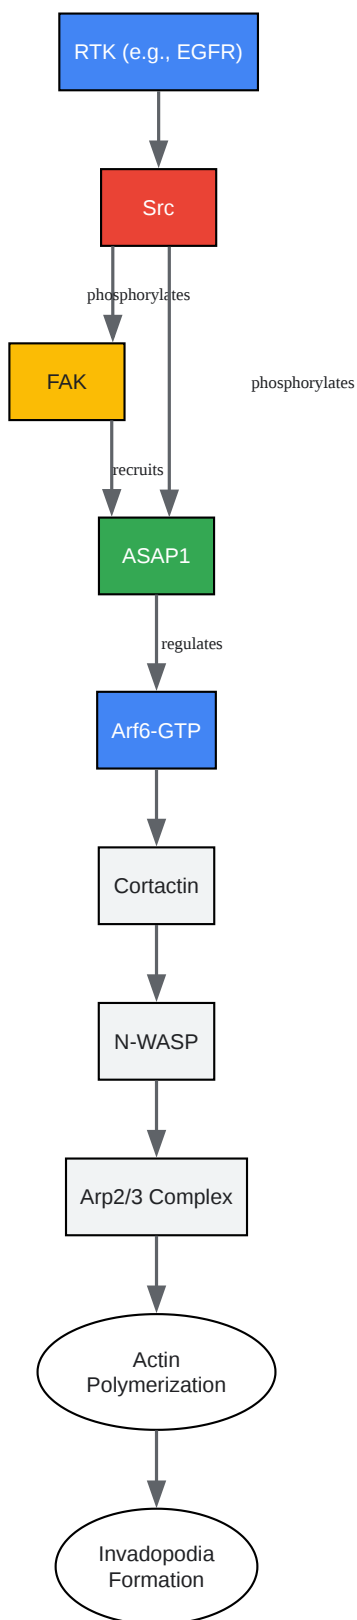 RTK (e.g., EGFR)
Src
phosphorylates
FAK
phosphorylates
recruits
ASAP1
regulates
Arf6-GTP
Cortactin
N-WASP
Arp2/3 Complex
Actin
Polymerization
Invadopodia
Formation